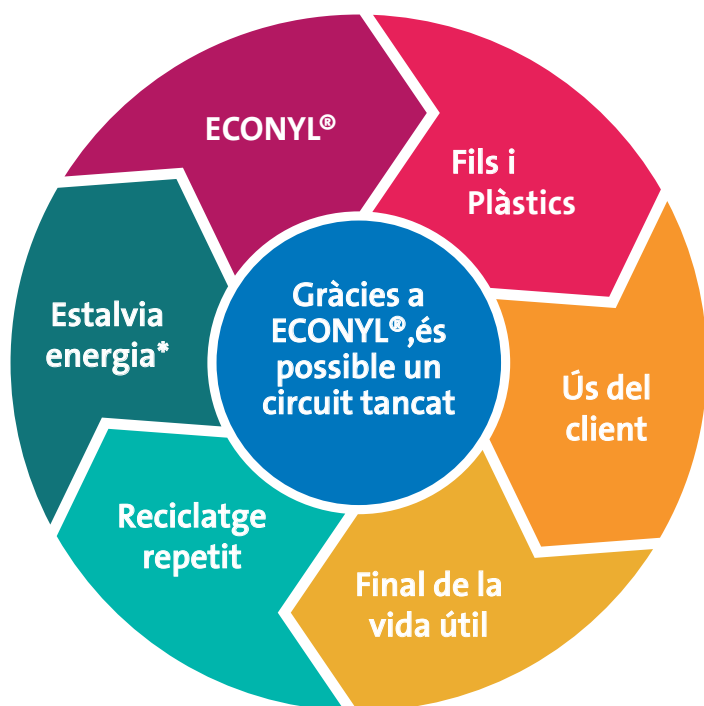 ECONYL®
Fils i
Plàstics
Ús del
client
Final de la
vida útil
Reciclatge
repetit
Estalvia
energia*
Gràcies a
ECONYL®,és
possible un
circuit tancat